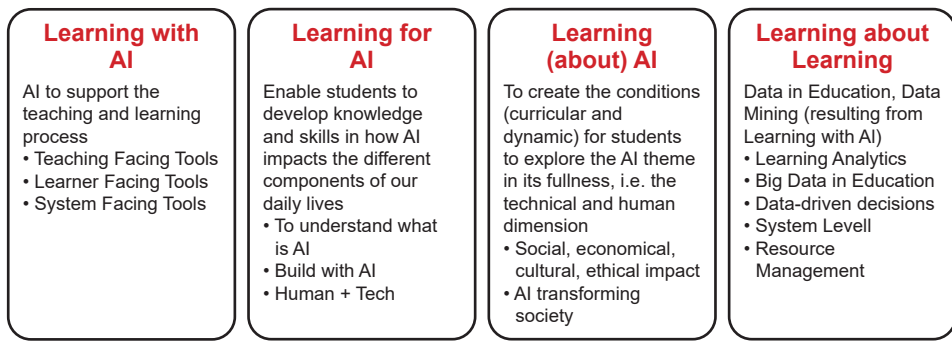 Learning with
AI
AI to support the
teaching and learning
process
• Teaching Facing Tools
• Learner Facing Tools
• System Facing Tools
Learning for
AI
Enable students to
develop knowledge
and skills in how AI
impacts the different
components of our
daily lives
• To understand what
is AI
• Build with AI
• Human + Tech
Learning
(about) AI
To create the conditions
(curricular and
dynamic) for students
to explore the AI theme
in its fullness, i.e. the
technical and human
dimension
• Social, economical,
cultural, ethical impact
• AI transforming
society
Learning about
Learning
Data in Education, Data
Mining (resulting from
Learning with AI)
• Learning Analytics
• Big Data in Education
• Data-driven decisions
• System Levell
• Resource
Management